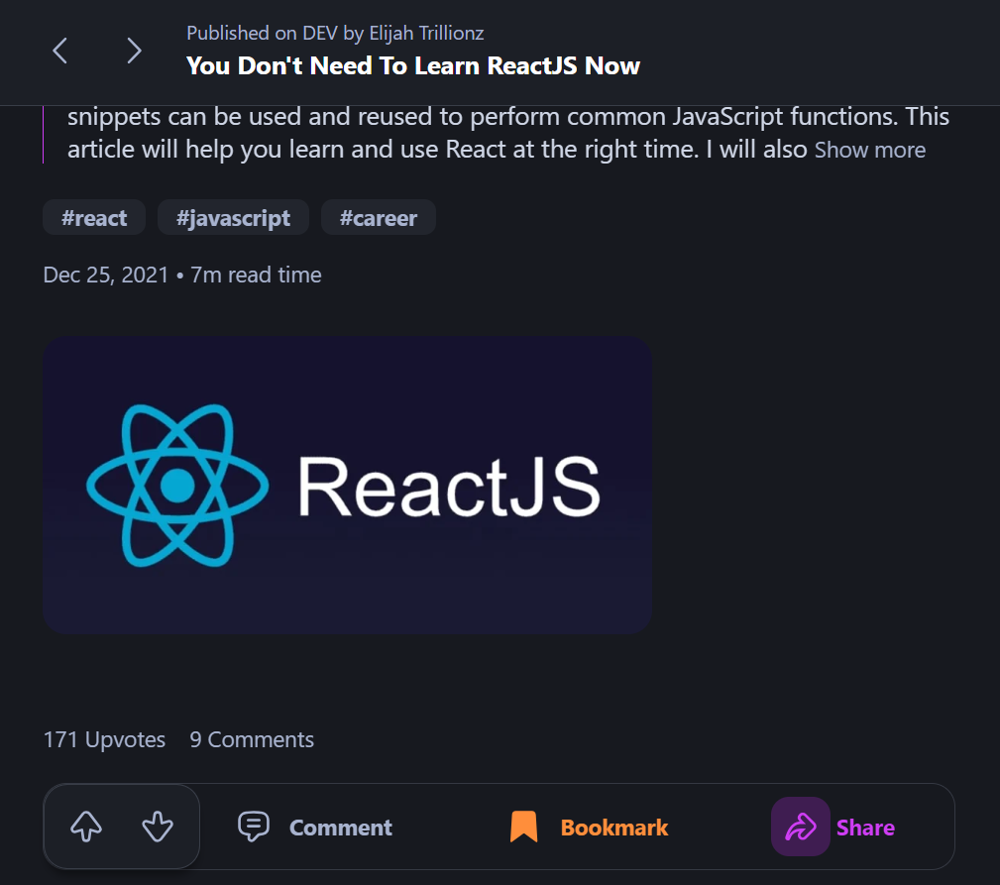 Published on DEV by Elijah Trillionz
You Don't Need To Learn ReactJS Now
snippets can be used and reused to perform common JavaScript functions. This
article will help you learn and use React at the right time. I will also Show more
#react #javascript #career
Dec 25, 2021 • 7m read time
ReactJS
171 Upvotes 9 Comments
Comment Bookmark Share